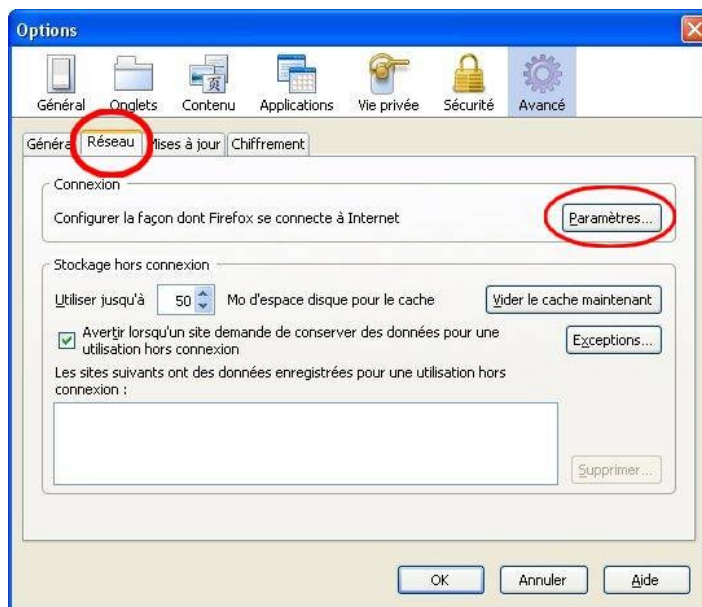 Options
Général Onglets Contenu Applications Vie privée Sécurité Avancé
Général Réseau Mises à jour Chiffrement
Connexion
Configurer la façon dont Firefox se connecte à Internet Paramètres...
Stockage hors connexion
Utiliser jusqu'à 50 Mo d'espace disque pour le cache Vider le cache maintenant
Avertir lorsqu'un site demande de conserver des données pour une
utilisation hors connexion
Exceptions...
Les sites suivants ont des données enregistrées pour une utilisation hors
connexion :
Supprimer...
OK Annuler Aide